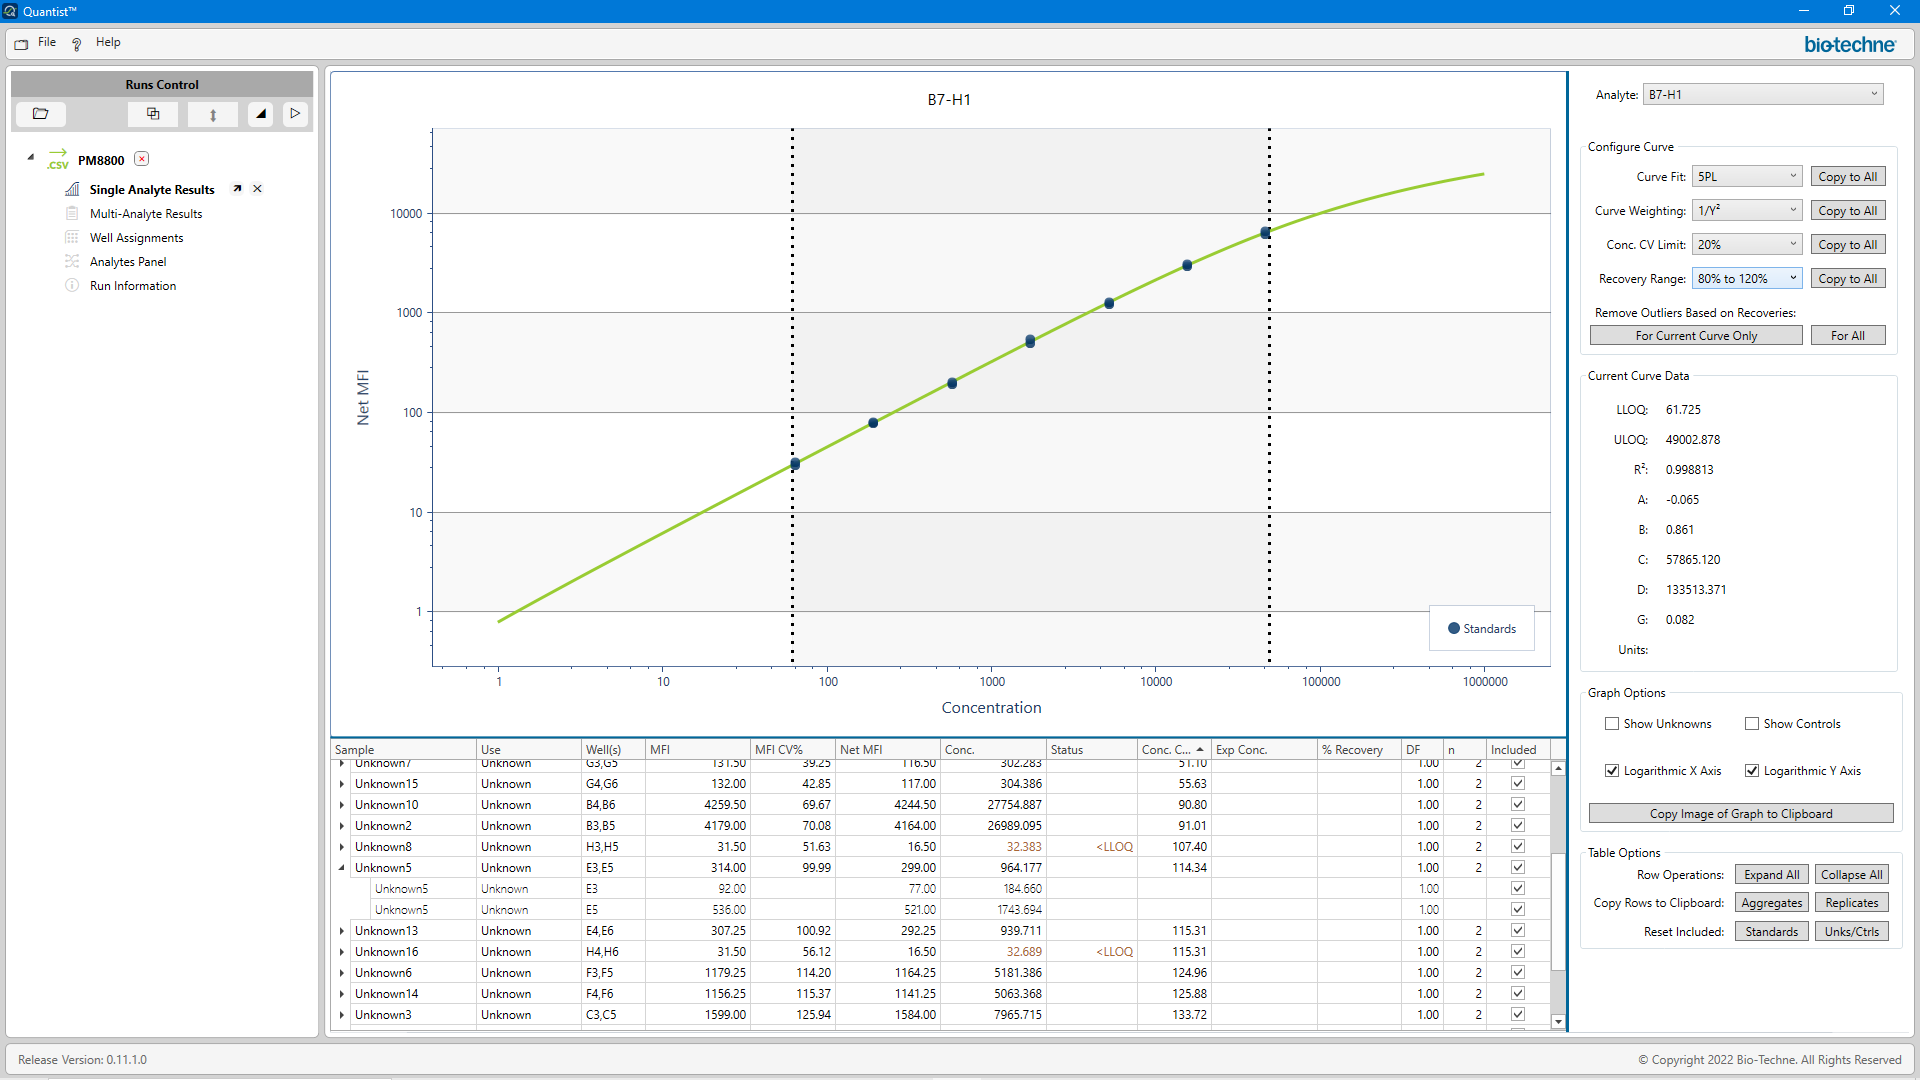 Quantist™
File Help
bio-techne
Runs Control
.CSV PM8800
Single Analyte Results
Multi-Analyte Results
Well Assignments
Analytes Panel
Run Information
B7-H1
Net MFI
10000
1000
100
10
1
Standards
1 10 100 1000 10000 100000 1000000
Concentration
Sample Use Well(s) MFI MFI CV% Net MFI Conc. Status Conc. C... Exp Conc. % Recovery DF n Included
Unknown7 Unknown G3,G5 131.50 39.25 116.50 302.283 51.10 1.00 2
Unknown15 Unknown G4,G6 132.00 42.85 117.00 304.386 55.63 1.00 2
Unknown10 Unknown B4,B6 4259.50 69.67 4244.50 27754.887 90.80 1.00 2
Unknown2 Unknown B3,B5 4179.00 70.08 4164.00 26989.095 91.01 1.00 2
Unknown8 Unknown H3,H5 31.50 51.63 16.50 32.383 <LLOQ 107.40 1.00 2
Unknown5 Unknown E3,E5 314.00 99.99 299.00 964.177 114.34 1.00 2
Unknown5 Unknown E3 92.00 77.00 184.660 1.00
Unknown5 Unknown E5 536.00 521.00 1743.694 1.00
Unknown13 Unknown E4,E6 307.25 100.92 292.25 939.711 115.31 1.00 2
Unknown16 Unknown H4,H6 31.50 56.12 16.50 32.689 <LLOQ 115.31 1.00 2
Unknown6 Unknown F3,F5 1179.25 114.20 1164.25 5181.386 124.96 1.00 2
Unknown14 Unknown F4,F6 1156.25 115.37 1141.25 5063.368 125.88 1.00 2
Unknown3 Unknown C3,C5 1599.00 125.94 1584.00 7965.715 133.72 1.00 2
Analyte: B7-H1
Configure Curve
Curve Fit: 5PL Copy to All
Curve Weighting: 1/Y² Copy to All
Conc. CV Limit: 20% Copy to All
Recovery Range: 80% to 120% Copy to All
Remove Outliers Based on Recoveries:
For Current Curve Only For All
Current Curve Data
LLOQ: 61.725
ULOQ: 49002.878
R²: 0.998813
A: -0.065
B: 0.861
C: 57865.120
D: 133513.371
G: 0.082
Units:
Graph Options
Show Unknowns Show Controls
Logarithmic X Axis Logarithmic Y Axis
Copy Image of Graph to Clipboard
Table Options
Row Operations: Expand All Collapse All
Copy Rows to Clipboard: Aggregates Replicates
Reset Included: Standards Unks/Ctrls
Release Version: 0.11.1.0
© Copyright 2022 Bio-Techne. All Rights Reserved